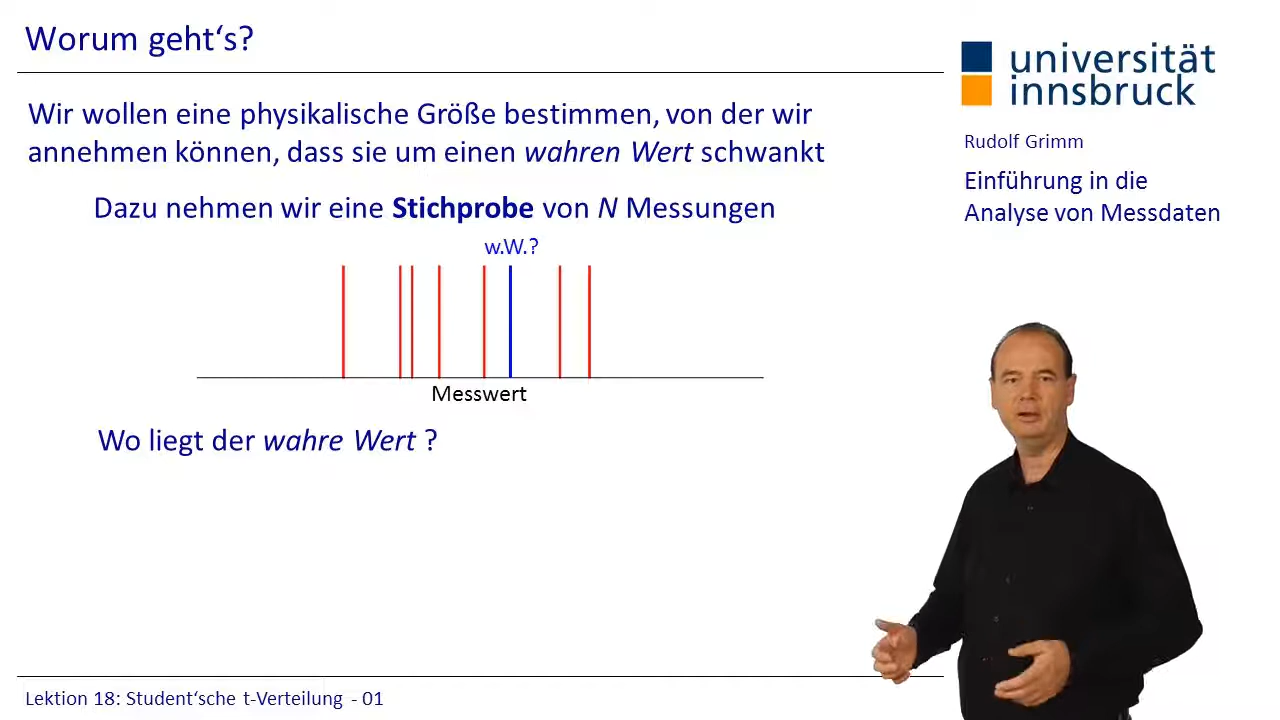 Worum geht‘s?
universität
innsbruck
Wir wollen eine physikalische Größe bestimmen, von der wir
annehmen können, dass sie um einen wahren Wert schwankt
Rudolf Grimm
Einführung in die
Analyse von Messdaten
Dazu nehmen wir eine Stichprobe von N Messungen
w.W.?
Messwert
Wo liegt der wahre Wert ?
Lektion 18: Student‘sche t-Verteilung - 01